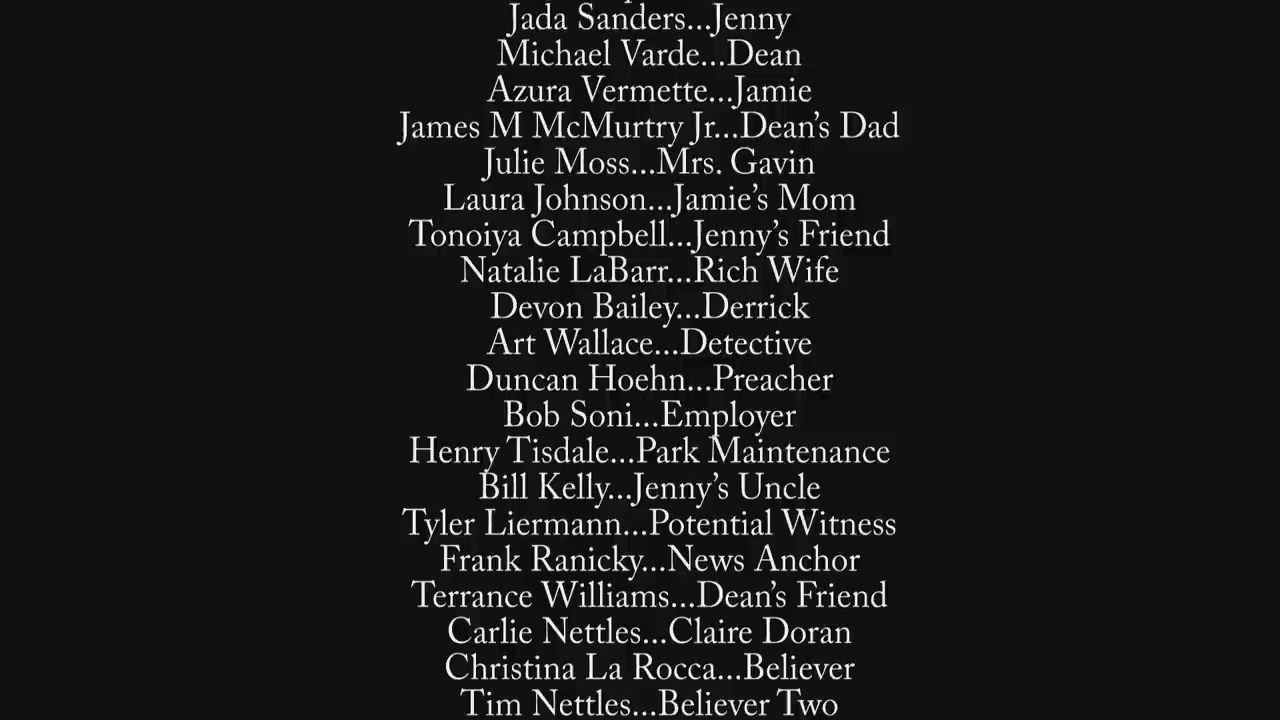 Jada Sanders...Jenny
Michael Varde...Dean
Azura Vermette...Jamie
James M McMurtry Jr...Dean's Dad
Julie Moss...Mrs. Gavin
Laura Johnson...Jamie's Mom
Tonoiya Campbell...Jenny's Friend
Natalie LaBarr...Rich Wife
Devon Bailey...Derrick
Art Wallace...Detective
Duncan Hoehn...Preacher
Bob Soni...Employer
Henry Tisdale...Park Maintenance
Bill Kelly...Jenny's Uncle
Tyler Liermann...Potential Witness
Frank Ranicky...News Anchor
Terrance Williams...Dean's Friend
Carlie Nettles...Claire Doran
Christina La Rocca...Believer
Tim Nettles...Believer Two